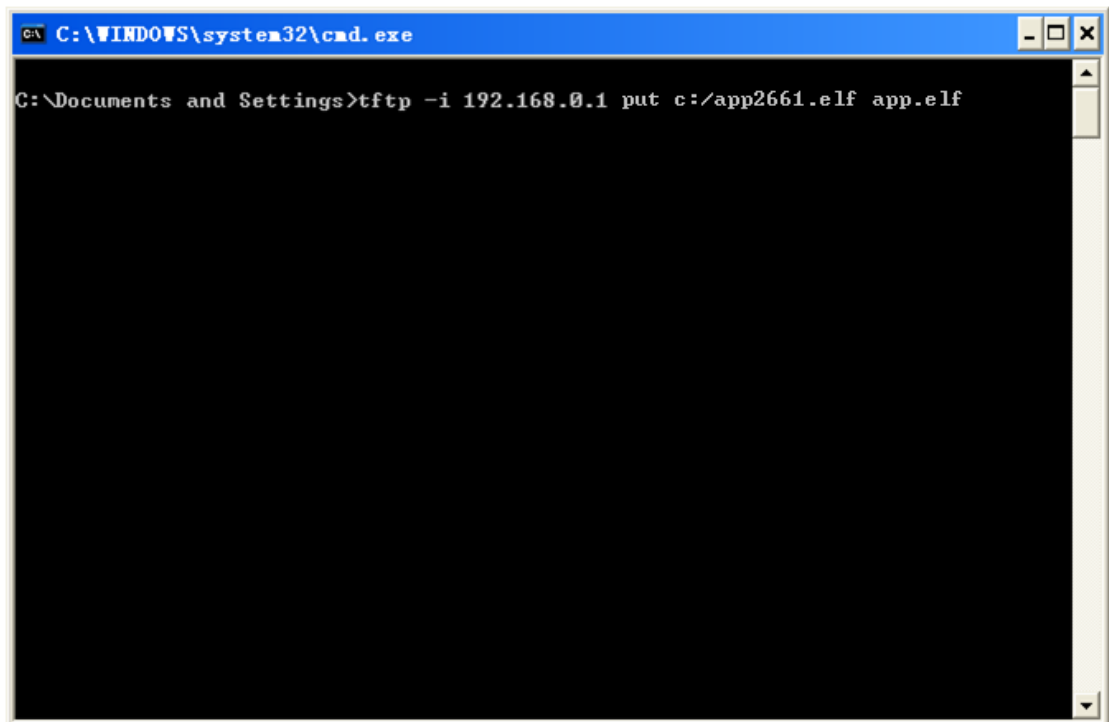 C:\WINDOWS\system32\cmd.exe
C:\Documents and Settings>tftp -i 192.168.0.1 put c:/app2661.elf app.elf